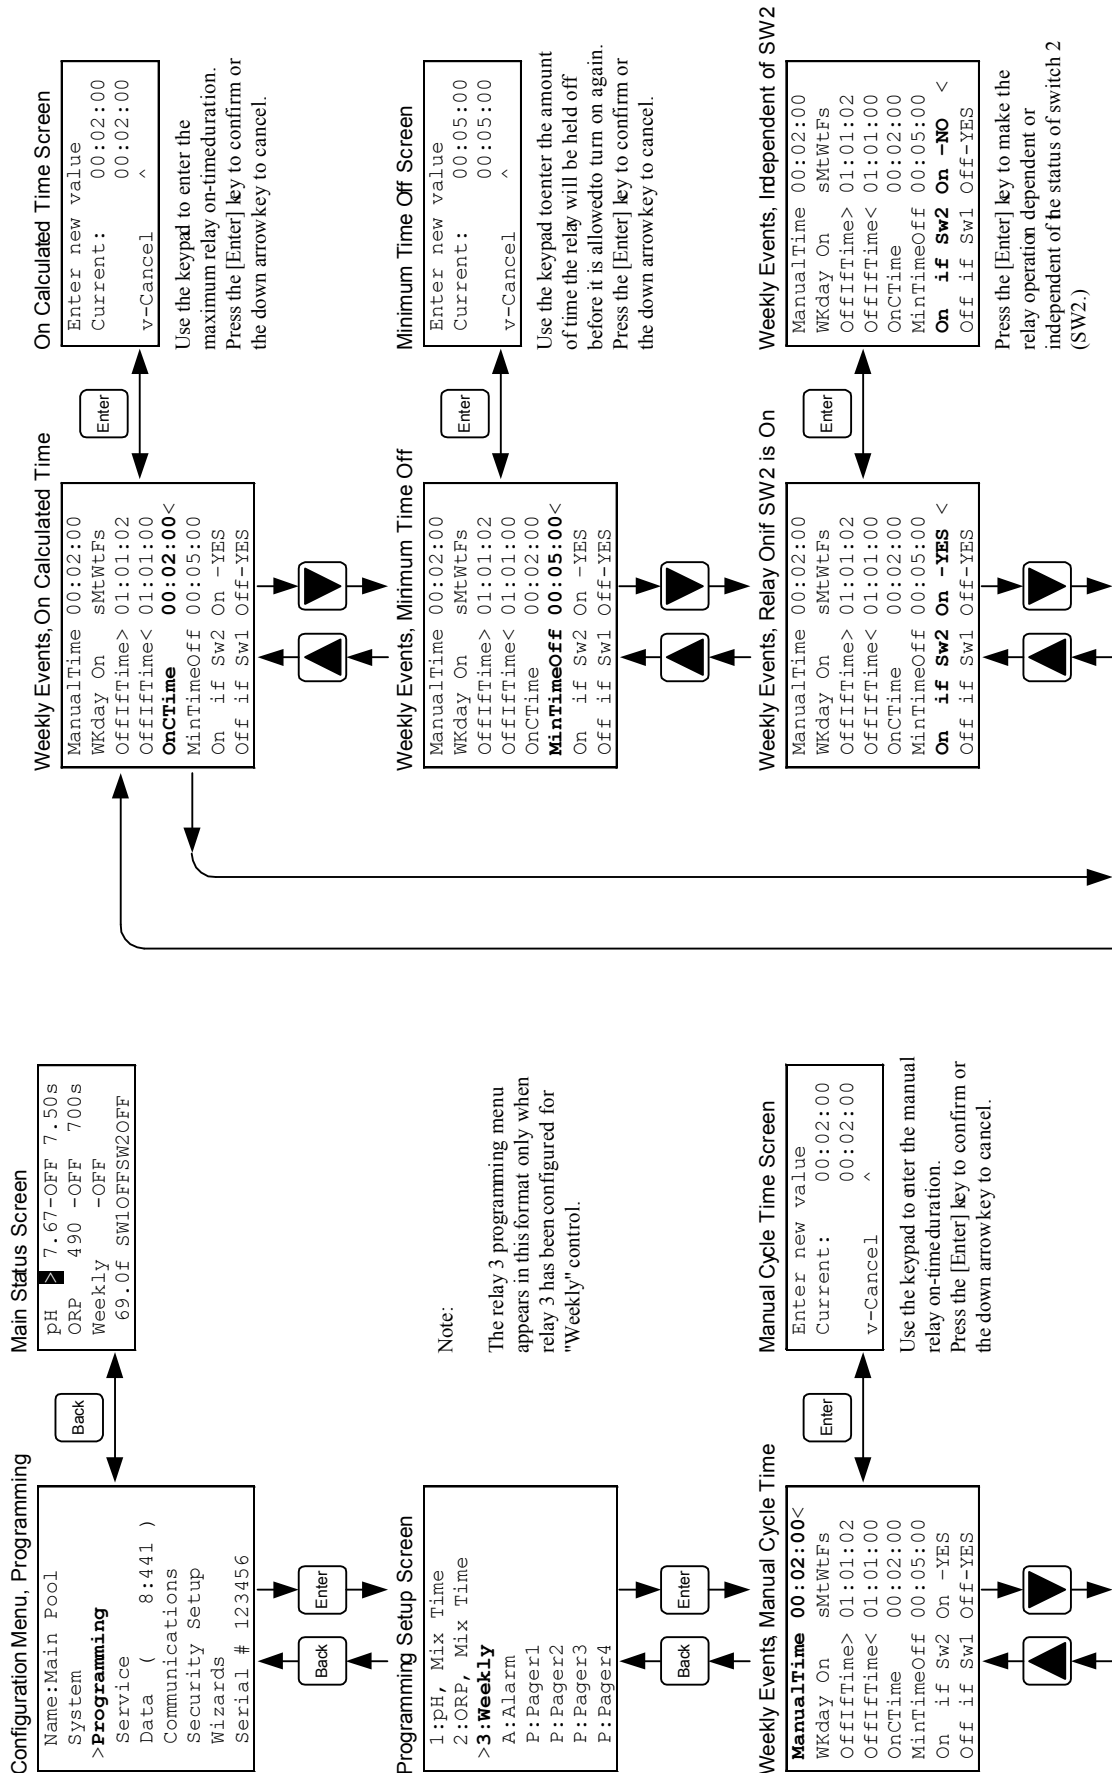 Configuration Menu, Programming
Name:Main Pool
System
>Programming
Service
Data ( 8:441 )
Communications
Security Setup
Wizards
Serial # 123456
Back
Main Status Screen
pH > 7.67-OFF 7.50s
ORP 490 -OFF 700s
Weekly -OFF
69.0f SW1OFFSW2OFF
Back
Enter
Programming Setup Screen
1:pH, Mix Time
2:ORP, Mix Time
>3:Weekly
A:Alarm
P:Pager1
P:Pager2
P:Pager3
P:Pager4
Note:
The relay 3 programming menu
appears in this format only when
relay 3 has been configured for
"Weekly" control.
Back
Enter
Weekly Events, Manual Cycle Time
ManualTime 00:02:00<
WKday On sMtWtFs
OffIfTime> 01:01:02
OffIfTime< 01:01:00
OnCTime 00:02:00
MinTimeOff 00:05:00
On if Sw2 On -YES
Off if Sw1 Off-YES
Enter
Manual Cycle Time Screen
Enter new value
Current: 00:02:00
00:02:00
v-Cancel ^
Use the keypad to enter the manual
relay on-time duration.
Press the [Enter] key to confirm or
the down arrow key to cancel.
Weekly Events, On Calculated Time
ManualTime 00:02:00
WKday On sMtWtFs
OffIfTime> 01:01:02
OffIfTime< 01:01:00
OnCTime 00:02:00<
MinTimeOff 00:05:00
On if Sw2 On -YES
Off if Sw1 Off-YES
Enter
On Calculated Time Screen
Enter new value
Current: 00:02:00
00:02:00
v-Cancel ^
Use the keypad to enter the
maximum relay on-timeduration.
Press the [Enter] key to confirm or
the down arrow key to cancel.
Weekly Events, Minimum Time Off
ManualTime 00:02:00
WKday On sMtWtFs
OffIfTime> 01:01:02
OffIfTime< 01:01:00
OnCTime 00:02:00
MinTimeOff 00:05:00<
On if Sw2 On -YES
Off if Sw1 Off-YES
Enter
Minimum Time Off Screen
Enter new value
Current: 00:05:00
00:05:00
v-Cancel ^
Use the keypad toenter the amount
of time the relay will be held off
before it is allowedto turn on again.
Press the [Enter] key to confirm or
the down arrow key to cancel.
Weekly Events, Relay Onif SW2 is On
ManualTime 00:02:00
WKday On sMtWtFs
OffIfTime> 01:01:02
OffIfTime< 01:01:00
OnCTime 00:02:00
MinTimeOff 00:05:00
On if Sw2 On -YES <
Off if Sw1 Off-YES
Enter
Weekly Events, Independent of SW2
ManualTime 00:02:00
WKday On sMtWtFs
OffIfTime> 01:01:02
OffIfTime< 01:01:00
OnCTime 00:02:00
MinTimeOff 00:05:00
On if Sw2 On -NO <
Off if Sw1 Off-YES
Press the [Enter] key to make the
relay operation dependent or
independent of the status of switch 2
(SW2.)